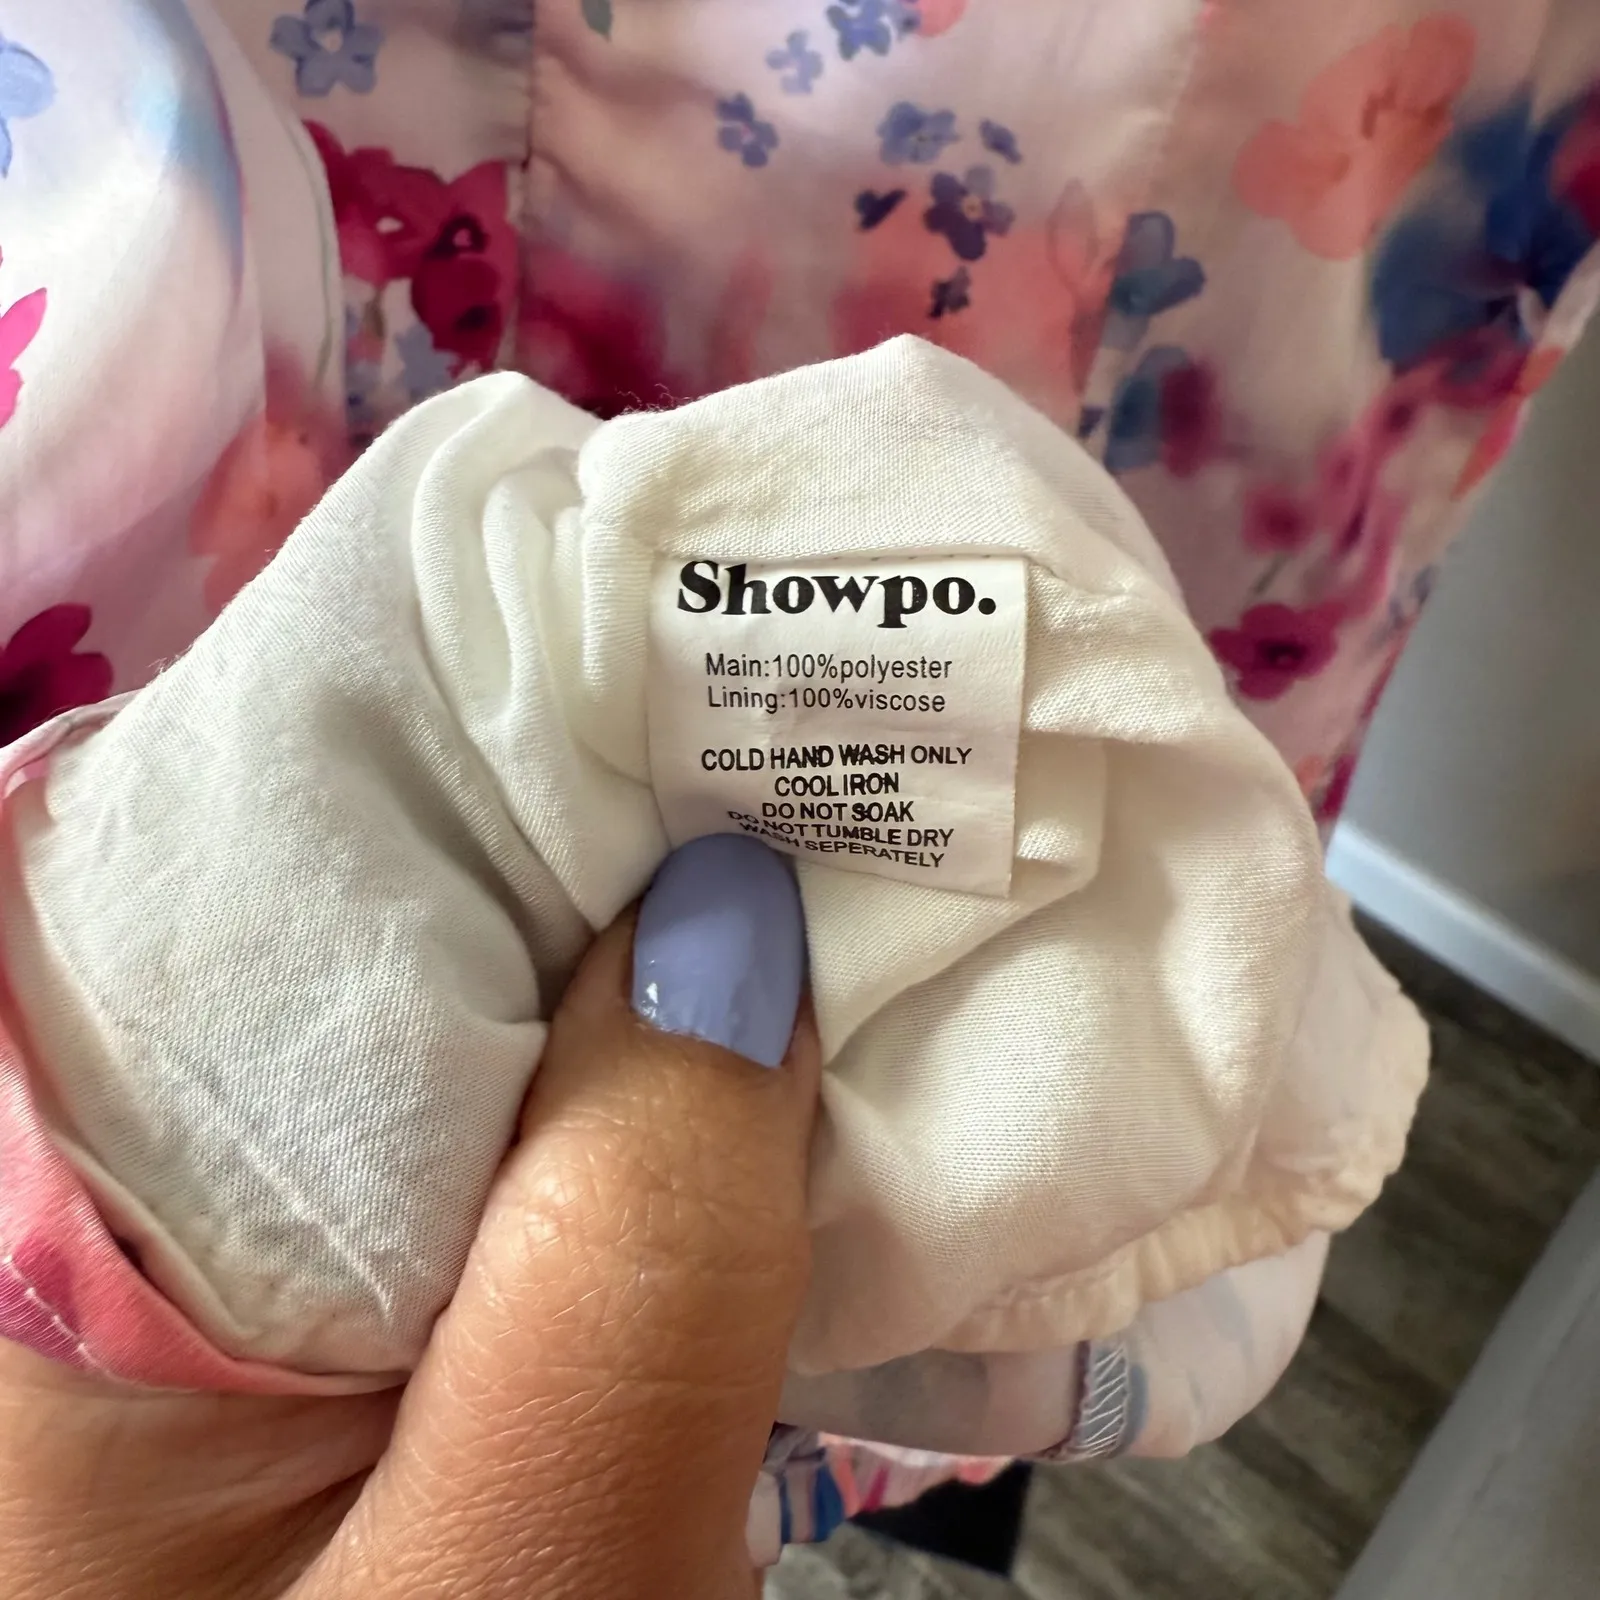 Showpo.
Main:100%polyester
Lining:100%viscose
COLD HAND WASH ONLY
COOL IRON
DO NOT SOAK
DO NOT TUMBLE DRY
WASH SEPERATELY